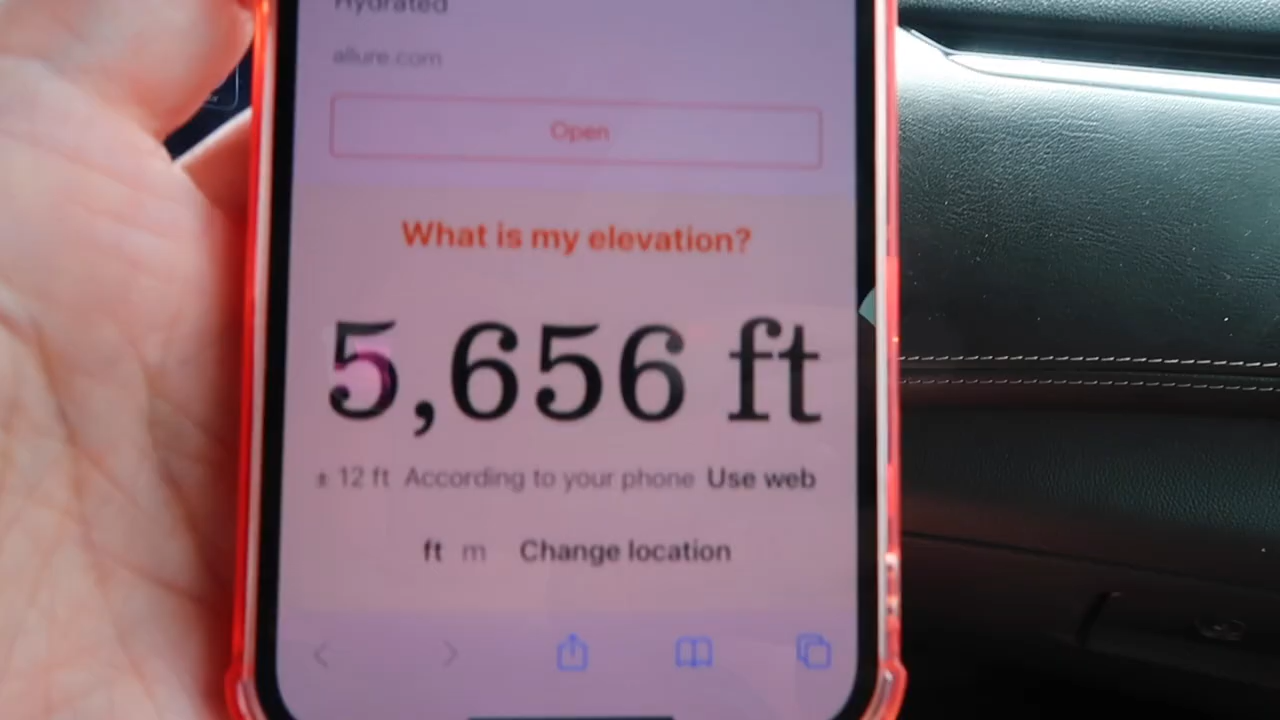 Hydrated
allure.com
Open
What is my elevation?
5,656 ft
± 12 ft According to your phone Use web
ft m Change location